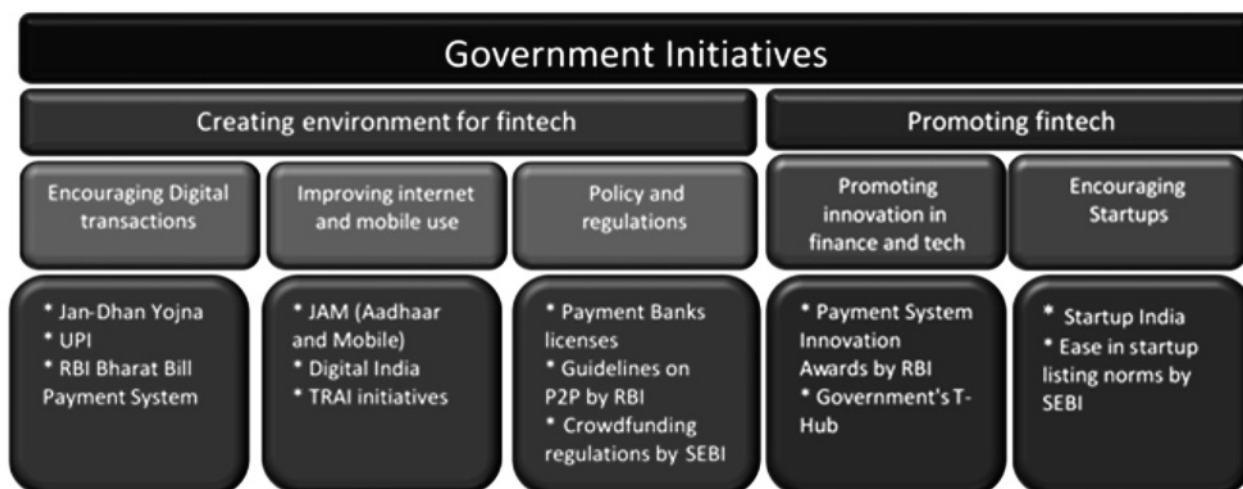 Government Initiatives
Creating environment for fintech
Promoting fintech
Encouraging Digital
transactions
Improving internet
and mobile use
Policy and
regulations
Promoting
innovation in
finance and tech
Encouraging
Startups
* Jan-Dhan Yojna
* UPI
* RBI Bharat Bill
Payment System
* JAM (Aadhaar
and Mobile)
* Digital India
* TRAI initiatives
* Payment Banks
licenses
* Guidelines on
P2P by RBI
* Crowdfunding
regulations by SEBI
* Payment System
Innovation
Awards by RBI
* Government's T-
Hub
* Startup India
* Ease in startup
listing norms by
SEBI